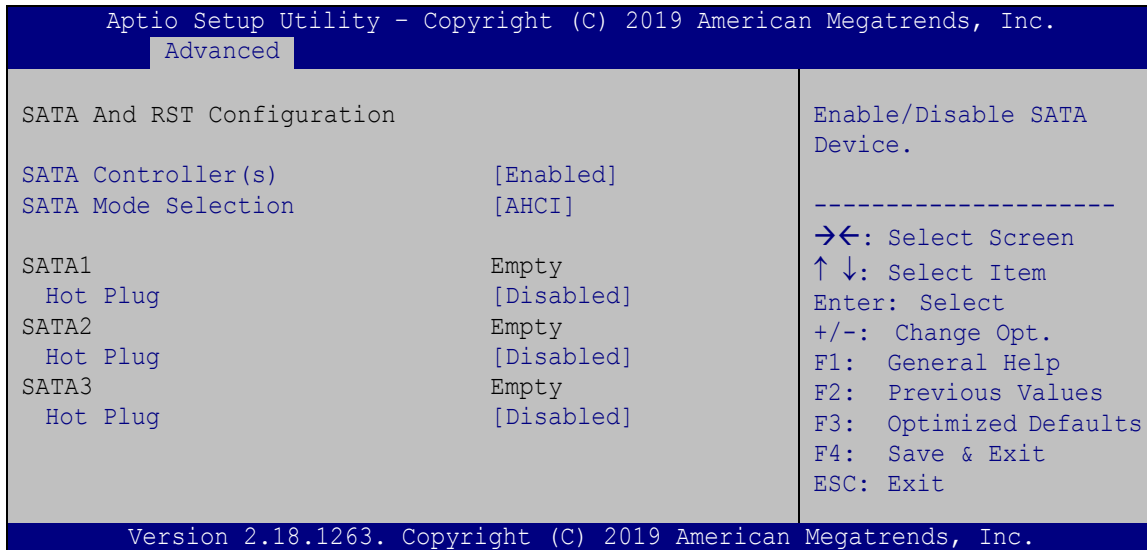 Aptio Setup Utility – Copyright (C) 2019 American Megatrends, Inc.
Advanced
SATA And RST Configuration
SATA Controller(s) [Enabled]
SATA Mode Selection [AHCI]
SATA1 Empty
Hot Plug [Disabled]
SATA2 Empty
Hot Plug [Disabled]
SATA3 Empty
Hot Plug [Disabled]
Enable/Disable SATA
Device.
---------------------
→←: Select Screen
↑ ↓: Select Item
Enter: Select
+/-: Change Opt.
F1: General Help
F2: Previous Values
F3: Optimized Defaults
F4: Save & Exit
ESC: Exit
Version 2.18.1263. Copyright (C) 2019 American Megatrends, Inc.